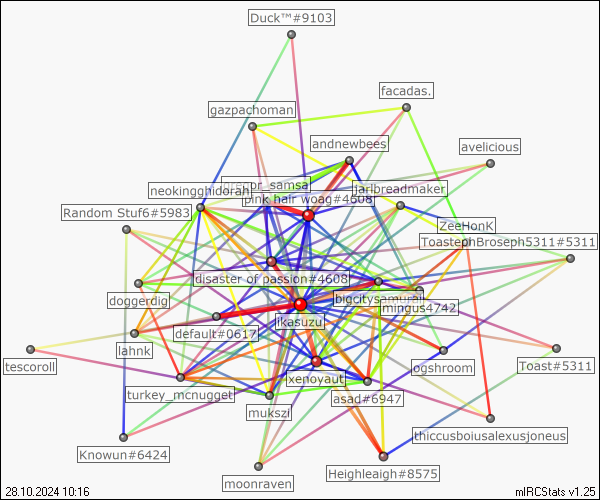 Duck™#9103
facadas.
gazpachoman
andnewbees
avelicious
gregor_samsa
neokingghidorah
jarlbreadmaker
pink hair woag#4608
Random Stuf6#5983
ZeeHonK
ToastephBroseph5311#5311
disaster of passion#4608
doggerdig
bigcitysamurai
mingus4742
ikasuzu
default#0617
lahnk
tescoroll
ogshroom
Toast#5311
xenoyaut
turkey_mcnugget
asad#6947
mukszi
thiccusboiusalexusjoneus
Knowun#6424
Heighleaigh#8575
moonraven
28.10.2024 10:16
mIRCStats v1.25